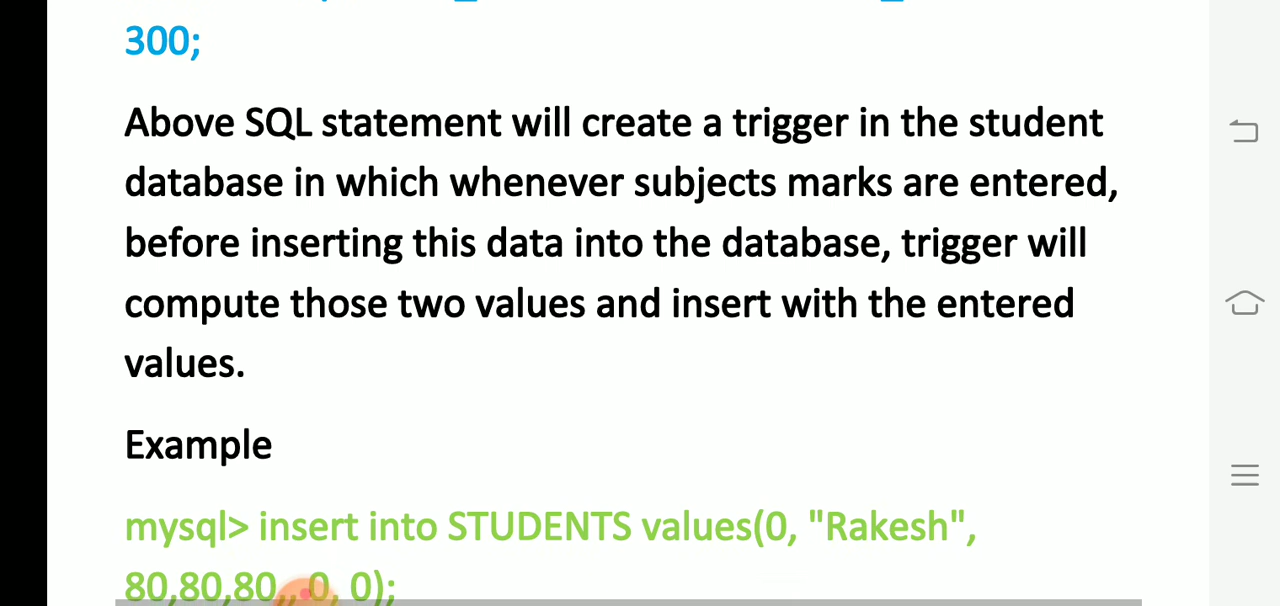 300;
Above SQL statement will create a trigger in the student
database in which whenever subjects marks are entered,
before inserting this data into the database, trigger will
compute those two values and insert with the entered
values.
Example
mysql> insert into STUDENTS values(0, "Rakesh",
80,80,80,, 0, 0);